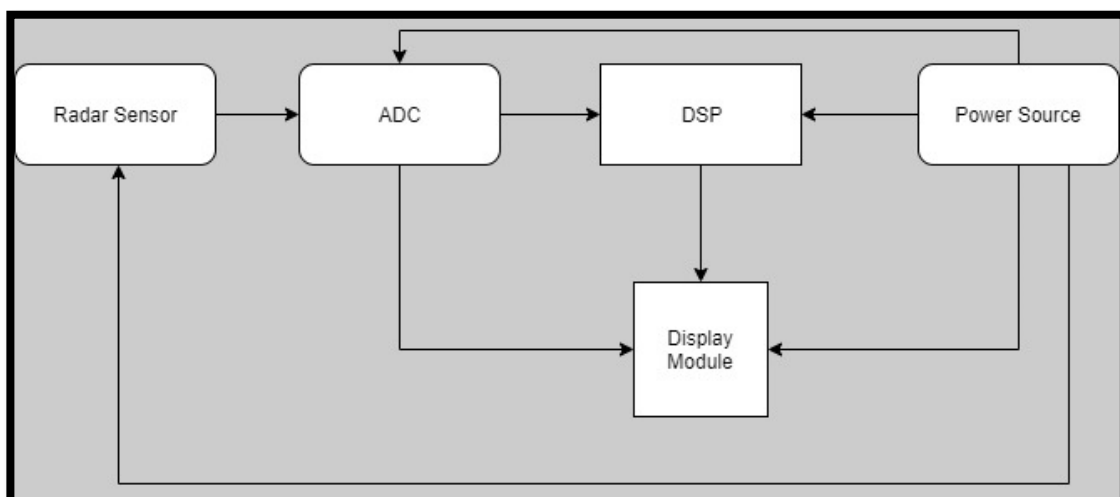 Radar Sensor
ADC
DSP
Power Source
Display
Module